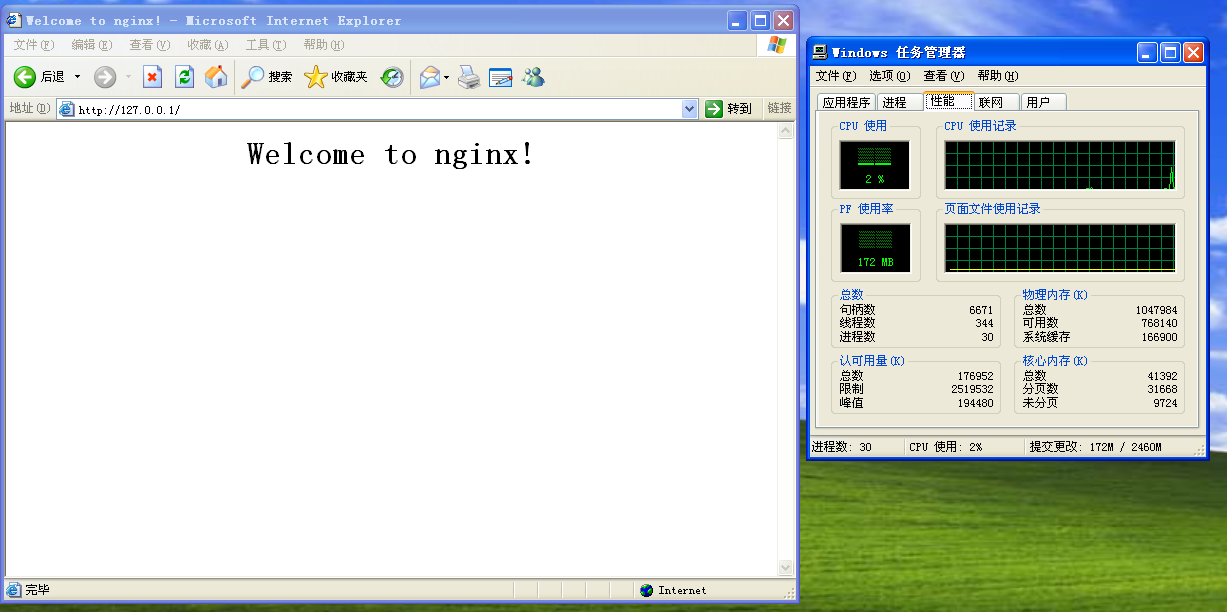 Welcome to nginx! - Microsoft Internet Explorer
文件(F) 编辑(E) 查看(V) 收藏(A) 工具(T) 帮助(H)
后退 搜索 收藏夹
地址(D) http://127.0.0.1/ 转到 链接
Welcome to nginx!
完毕 Internet
Windows 任务管理器
文件(F) 选项(O) 查看(V) 帮助(H)
应用程序 进程 性能 联网 用户
CPU 使用 CPU 使用记录
2 %
PF 使用率 页面文件使用记录
172 MB
总数
句柄数 6671
线程数 344
进程数 30
物理内存(K)
总数 1047984
可用数 768140
系统缓存 166900
认可用量(K)
总数 176952
限制 2519532
峰值 194480
核心内存(K)
总数 41392
分页数 31668
未分页 9724
进程数: 30 CPU 使用: 2% 提交更改: 172M / 2460M